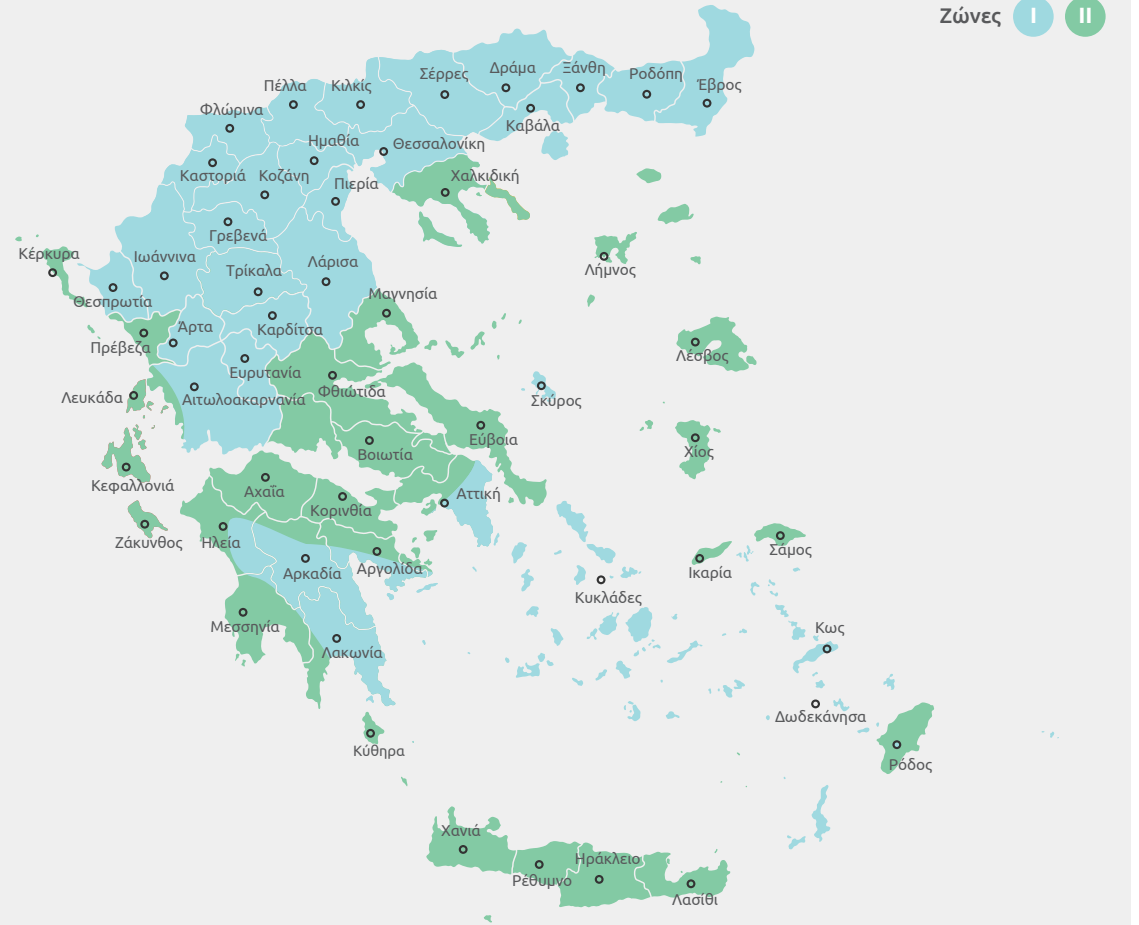 Ζώνες I II
Πέλλα
Κιλκίς
Σέρρες
Δράμα
Ξάνθη
Ροδόπη
Έβρος
Φλώρινα
Καβάλα
Ημαθία
Θεσσαλονίκη
Καστοριά
Κοζάνη
Πιερία
Χαλκιδική
Γρεβενά
Κέρκυρα
Ιωάννινα
Τρίκαλα
Λάρισα
Λήμνος
Θεσπρωτία
Μαγνησία
Άρτα
Καρδίτσα
Πρέβεζα
Λέσβος
Ευρυτανία
Φθιώτιδα
Λευκάδα
Αιτωλοακαρνανία
Σκύρος
Εύβοια
Βοιωτία
Χίος
Κεφαλλονιά
Αχαΐα
Αττική
Κορινθία
Ζάκυνθος
Ηλεία
Σάμος
Αρκαδία
Αργολίδα
Ικαρία
Κυκλάδες
Μεσσηνία
Κως
Λακωνία
Δωδεκάνησα
Κύθηρα
Ρόδος
Χανιά
Ηράκλειο
Ρέθυμνο
Λασίθι